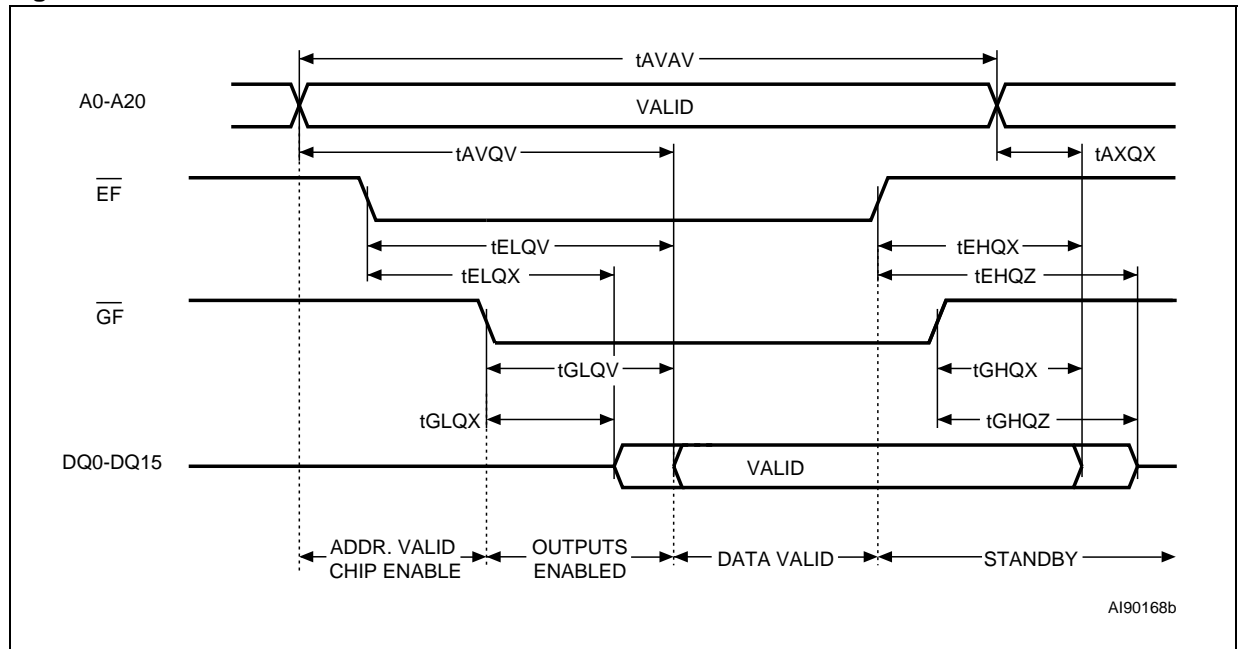 tAVAV
A0-A20
VALID
tAVQV
tAXQX
EF
tELQV
tEHQX
tELQX
tEHQZ
GF
tGLQV
tGHQX
tGLQX
tGHQZ
DQ0-DQ15
VALID
ADDR. VALID
CHIP ENABLE
OUTPUTS
ENABLED
DATA VALID
STANDBY
AI90168b